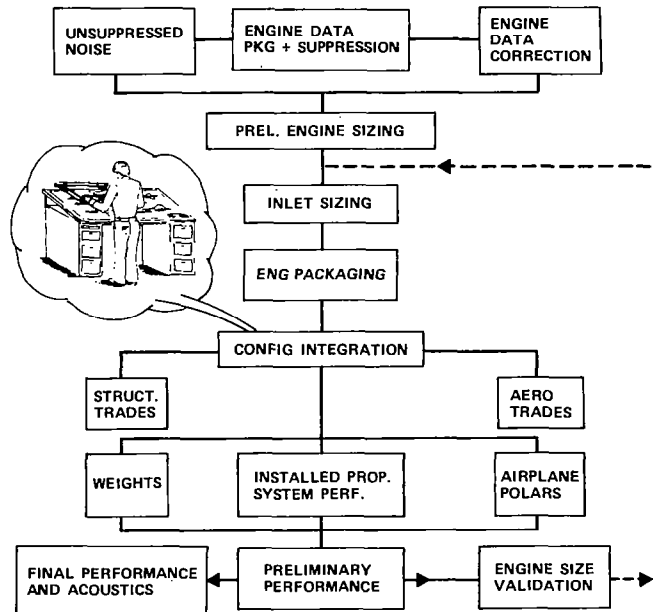 UNSUPPRESSED
NOISE
ENGINE DATA
PKG + SUPPRESSION
ENGINE
DATA
CORRECTION
PREL. ENGINE SIZING
INLET SIZING
ENG PACKAGING
CONFIG INTEGRATION
STRUCT.
TRADES
AERO
TRADES
WEIGHTS
INSTALLED PROP.
SYSTEM PERF.
AIRPLANE
POLARS
FINAL PERFORMANCE
AND ACOUSTICS
PRELIMINARY
PERFORMANCE
ENGINE SIZE
VALIDATION